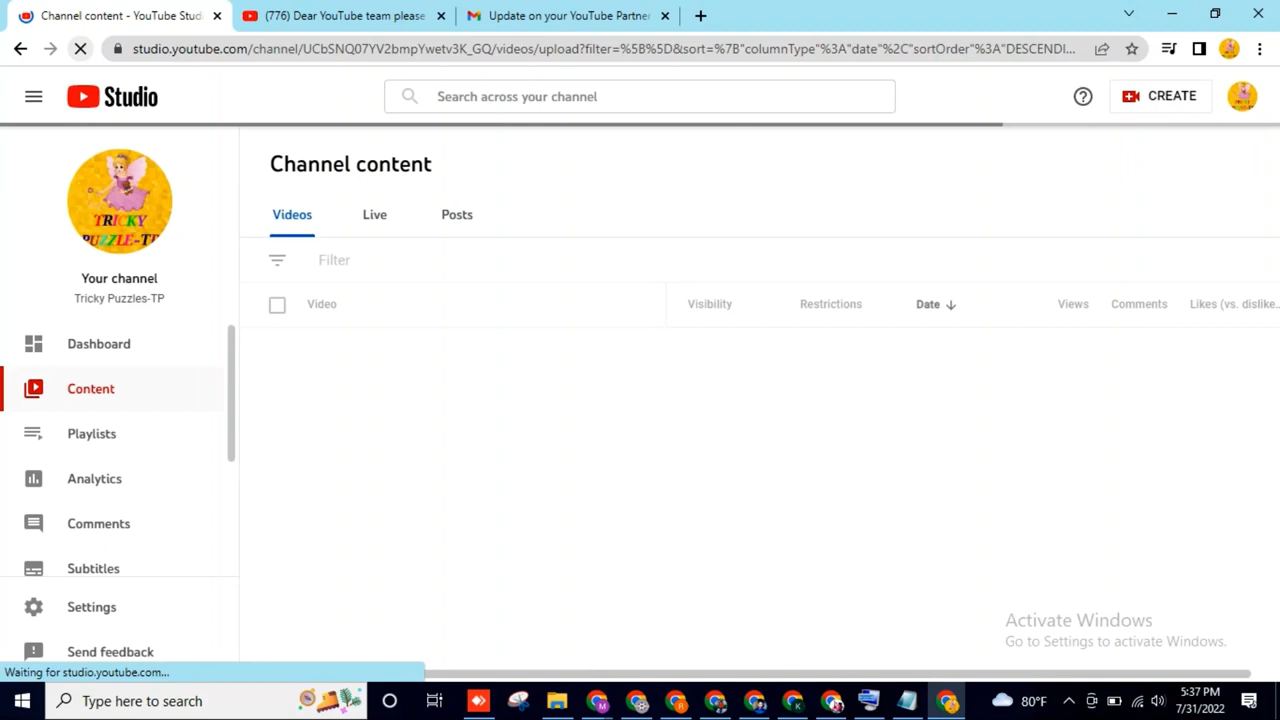 Channel content - YouTube Studi
(776) Dear YouTube team please
Update on your YouTube Partner
studio.youtube.com/channel/UCbSNQ07YV2bmpYwetv3K_GQ/videos/upload?filter=%5B%5D&sort=%7B"columnType"%3A"date"%2C"sortOrder"%3A"DESCENDI...
Studio
Search across your channel
CREATE
TRICKY
PUZZLE-TP
Your channel
Tricky Puzzles-TP
Dashboard
Content
Playlists
Analytics
Comments
Subtitles
Settings
Send feedback
Channel content
Videos Live Posts
Filter
Video Visibility Restrictions Date Views Comments Likes (vs. dislike...
Activate Windows
Go to Settings to activate Windows.
Waiting for studio.youtube.com...
Type here to search
M
R
K
80°F
5:37 PM
7/31/2022